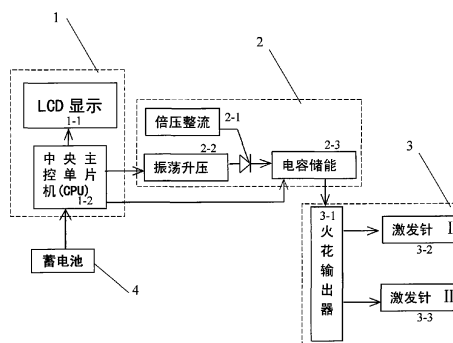 1
LCD 显示
1-1
中央主
控单片
机(CPU)
1-2
蓄电池
4
2
倍压整流
2-1
2-2
振荡升压
2-3
电容储能
3
3-1
火花输出器
激发针 Ⅰ
3-2
激发针 Ⅱ
3-3